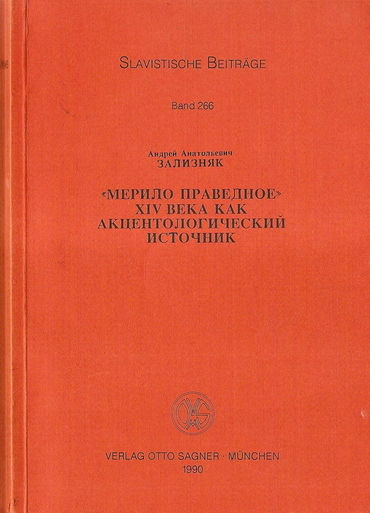 SLAVISTISCHE BEITRÄGE
Band 266
Андрей Анатольевич
ЗАЛИЗНЯК
«МЕРИЛО ПРАВЕДНОЕ»
XIV ВЕКА КАК
АКЦЕНТОЛОГИЧЕСКИЙ
ИСТОЧНИК
VERLAG OTTO SAGNER · MÜNCHEN
1990